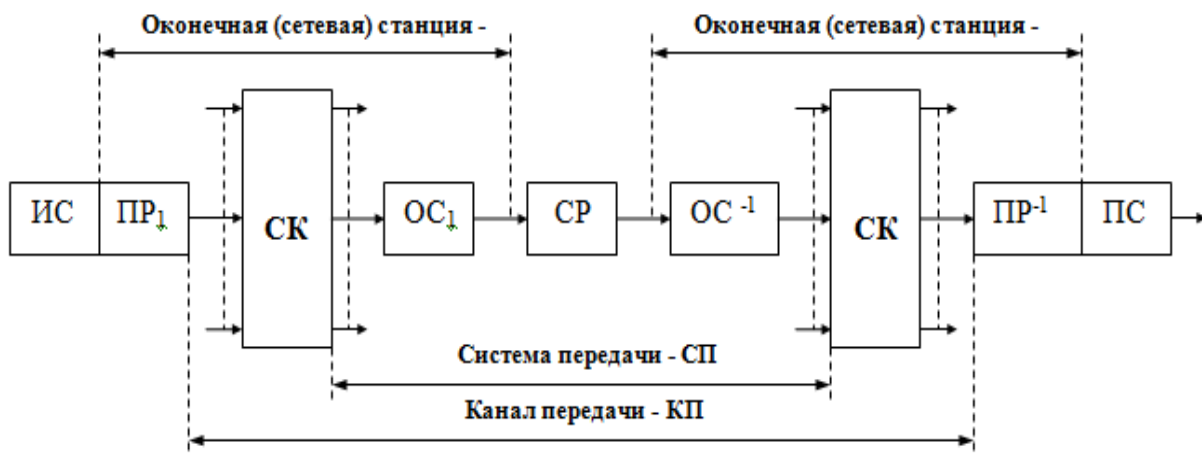 Оконечная (сетевая) станция -
Оконечная (сетевая) станция -
ИС
ПР1
СК
ОС1
СР
ОС -1
СК
ПР-1
ПС
Система передачи - СП
Канал передачи - КП